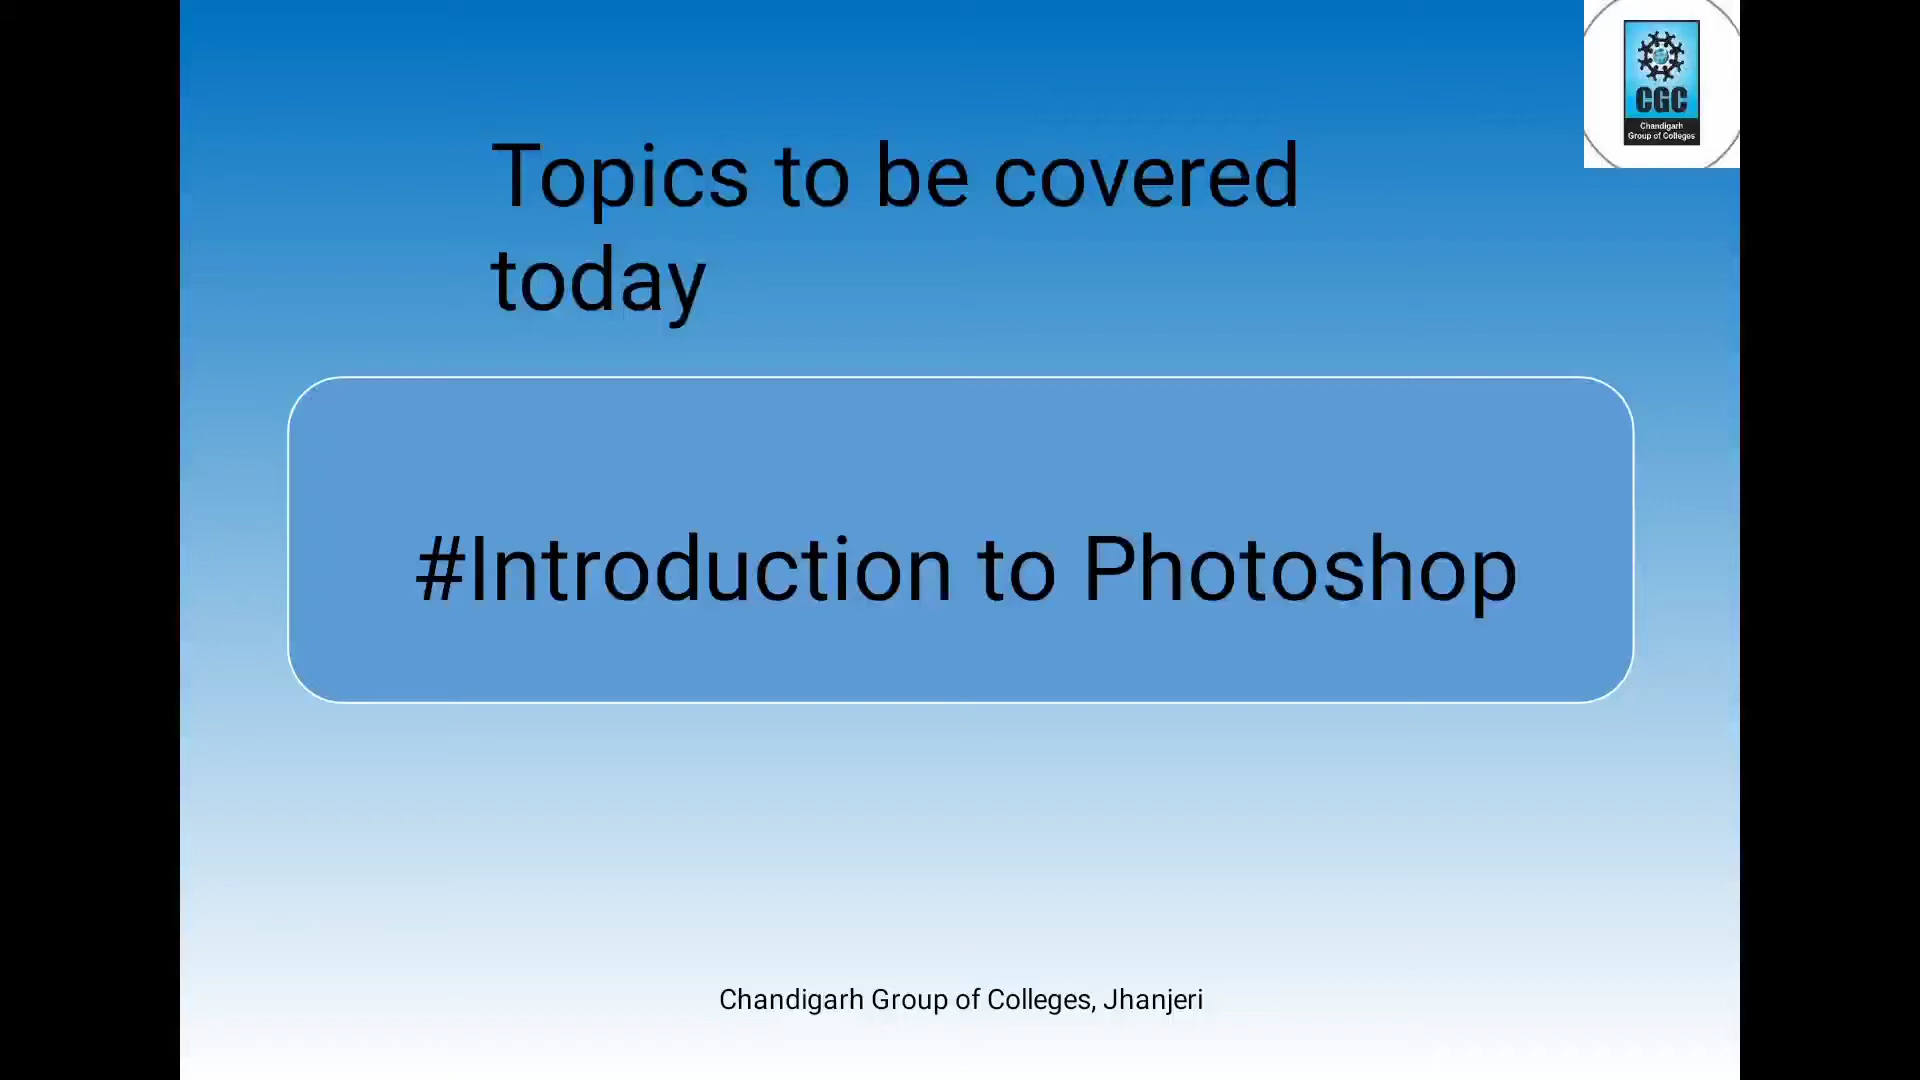 CGC
Chandigarh
Group of Colleges
Topics to be covered
today
#Introduction to Photoshop
Chandigarh Group of Colleges, Jhanjeri